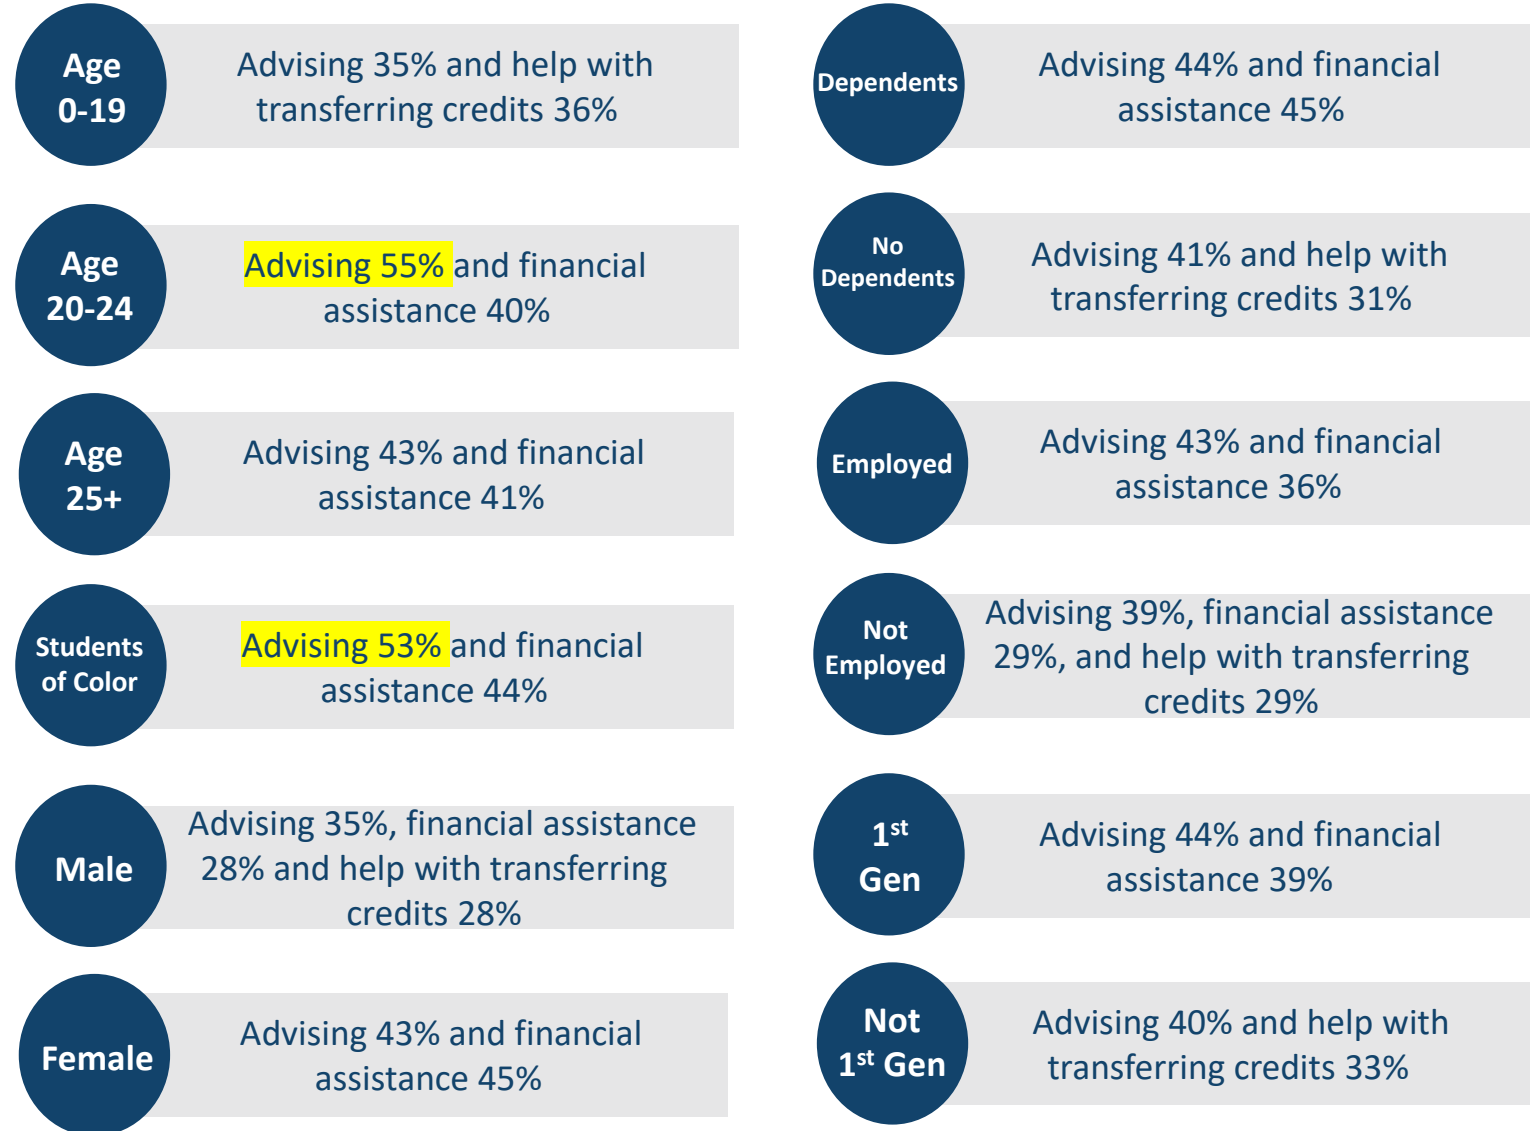 Age
0-19
Advising 35% and help with
transferring credits 36%
Age
20-24
Advising 55% and financial
assistance 40%
Age
25+
Advising 43% and financial
assistance 41%
Students
of Color
Advising 53% and financial
assistance 44%
Male
Advising 35%, financial assistance
28% and help with transferring
credits 28%
Female
Advising 43% and financial
assistance 45%
Dependents
Advising 44% and financial
assistance 45%
No
Dependents
Advising 41% and help with
transferring credits 31%
Employed
Advising 43% and financial
assistance 36%
Not
Employed
Advising 39%, financial assistance
29%, and help with transferring
credits 29%
1st
Gen
Advising 44% and financial
assistance 39%
Not
1st Gen
Advising 40% and help with
transferring credits 33%